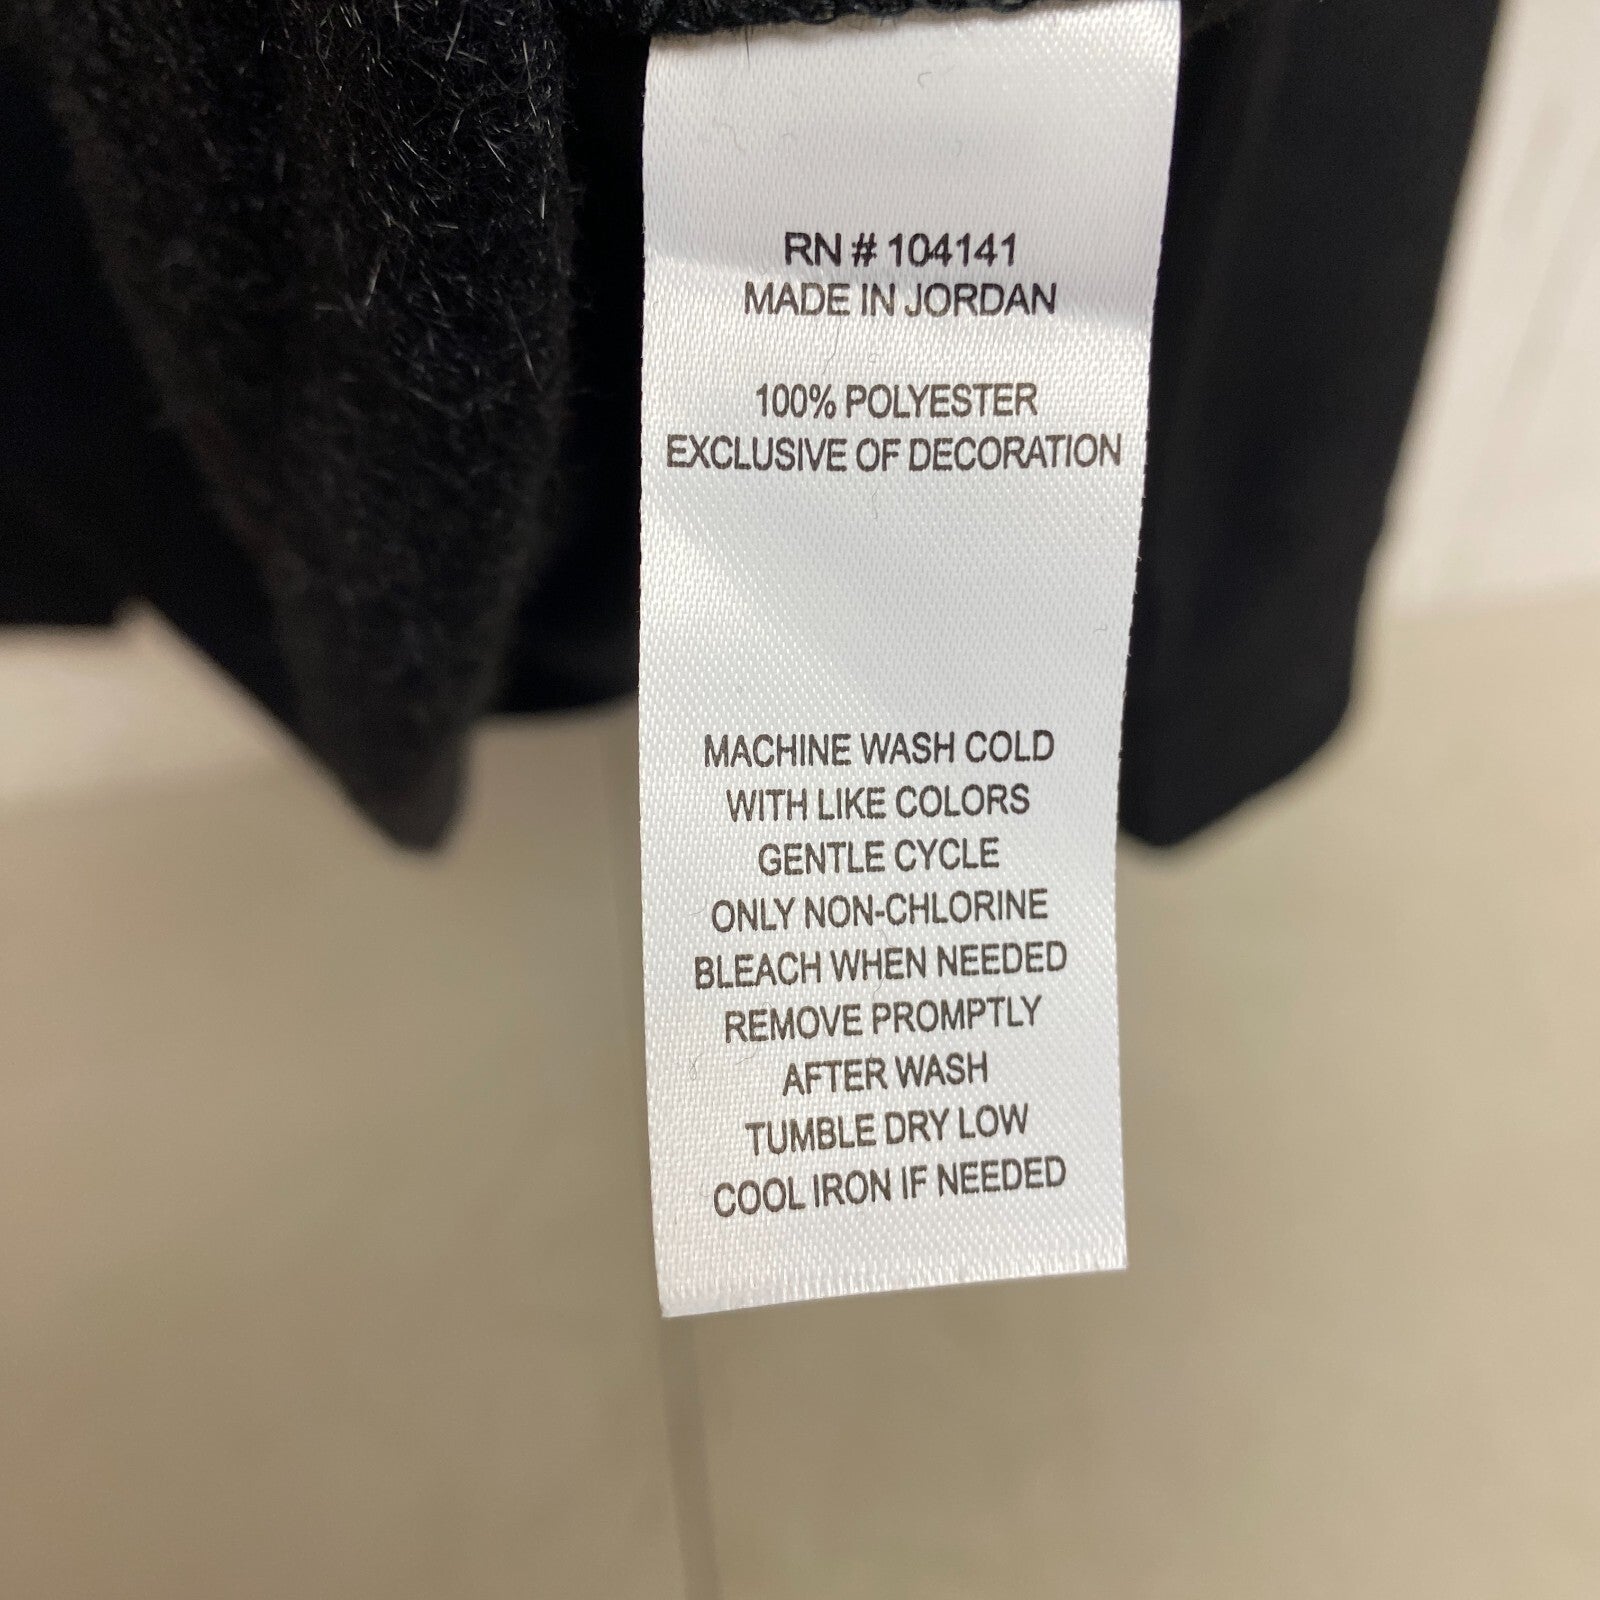 RN # 104141
MADE IN JORDAN
100% POLYESTER
EXCLUSIVE OF DECORATION
MACHINE WASH COLD
WITH LIKE COLORS
GENTLE CYCLE
ONLY NON-CHLORINE
BLEACH WHEN NEEDED
REMOVE PROMPTLY
AFTER WASH
TUMBLE DRY LOW
COOL IRON IF NEEDED